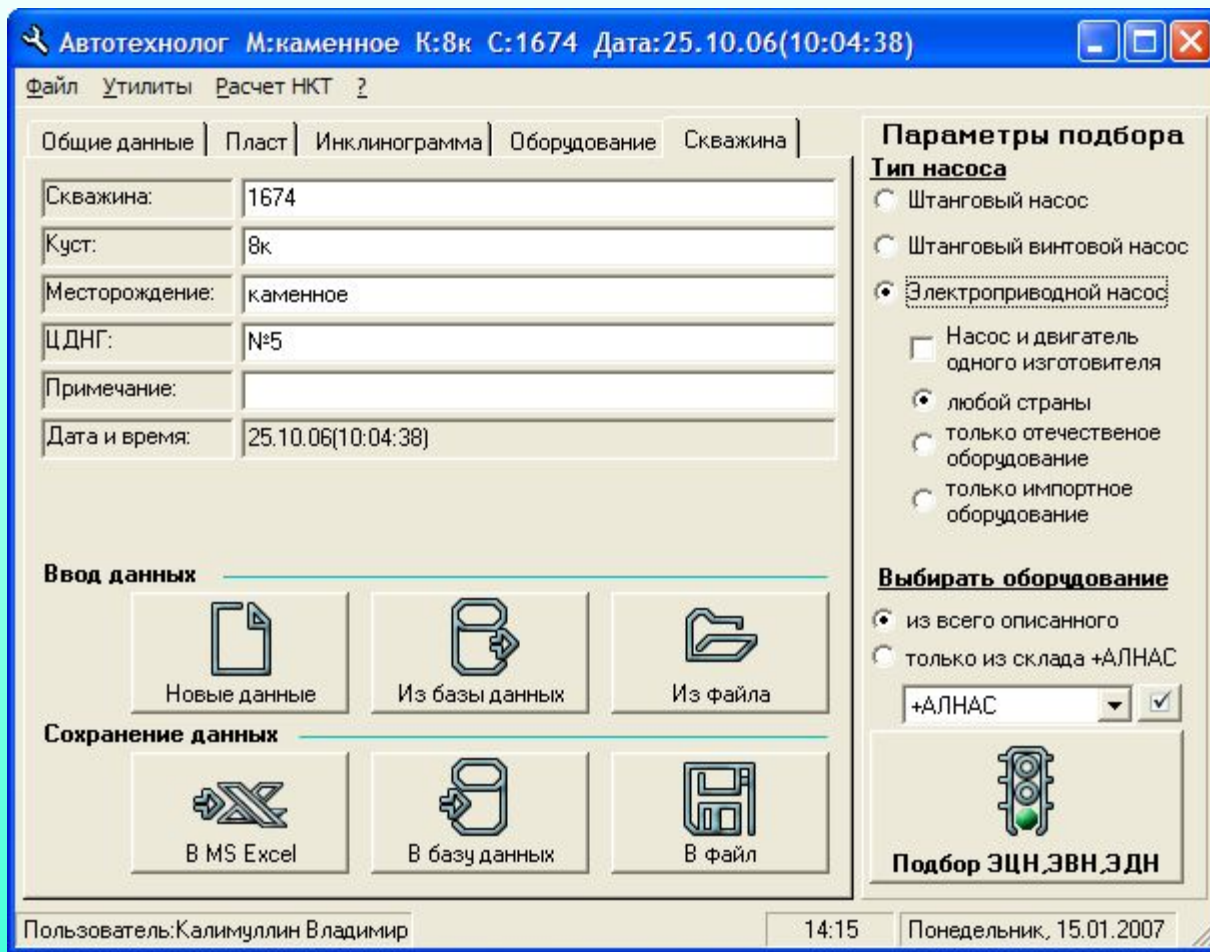 Автотехнолог М:каменное К:8к С:1674 Дата:25.10.06(10:04:38)
Файл Утилиты Расчет НКТ ?
Общие данные Пласт Инклинограмма Оборудование Скважина
Скважина: 1674
Куст: 8к
Месторождение: каменное
ЦДНГ: №5
Примечание:
Дата и время: 25.10.06(10:04:38)
Ввод данных
Новые данные Из базы данных Из файла
Сохранение данных
В MS Excel В базу данных В файл
Параметры подбора
Тип насоса
Штанговый насос
Штанговый винтовой насос
Электроприводной насос
Насос и двигатель
одного изготовителя
любой страны
только отечественое
оборудование
только импортное
оборудование
Выбирать оборудование
из всего описанного
только из склада +АЛНАС
+АЛНАС
Подбор ЭЦН,ЭВН,ЭДН
Пользователь:Калимуллин Владимир 14:15 Понедельник, 15.01.2007